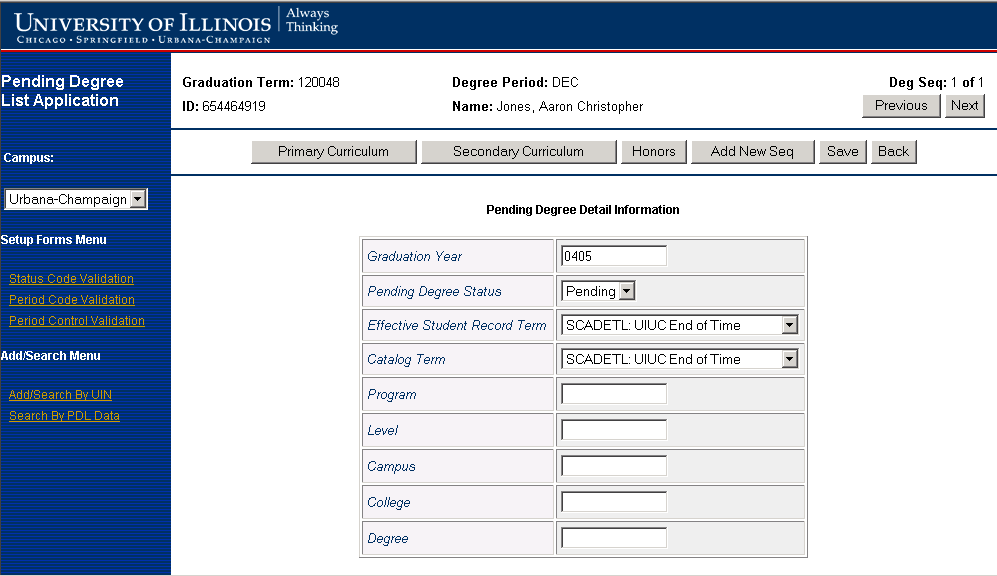 UNIVERSITY OF ILLINOIS
CHICAGO • SPRINGFIELD • URBANA-CHAMPAIGN
Always
Thinking
Pending Degree
List Application
Graduation Term: 120048 Degree Period: DEC Deg Seq: 1 of 1
ID: 654464919 Name: Jones, Aaron Christopher Previous Next
Primary Curriculum Secondary Curriculum Honors Add New Seq Save Back
Campus:
Urbana-Champaign
Setup Forms Menu
Status Code Validation
Period Code Validation
Period Control Validation
Add/Search Menu
Add/Search By UIN
Search By PDL Data
Pending Degree Detail Information
Graduation Year 0405
Pending Degree Status Pending
Effective Student Record Term SCADETL: UIUC End of Time
Catalog Term SCADETL: UIUC End of Time
Program
Level
Campus
College
Degree